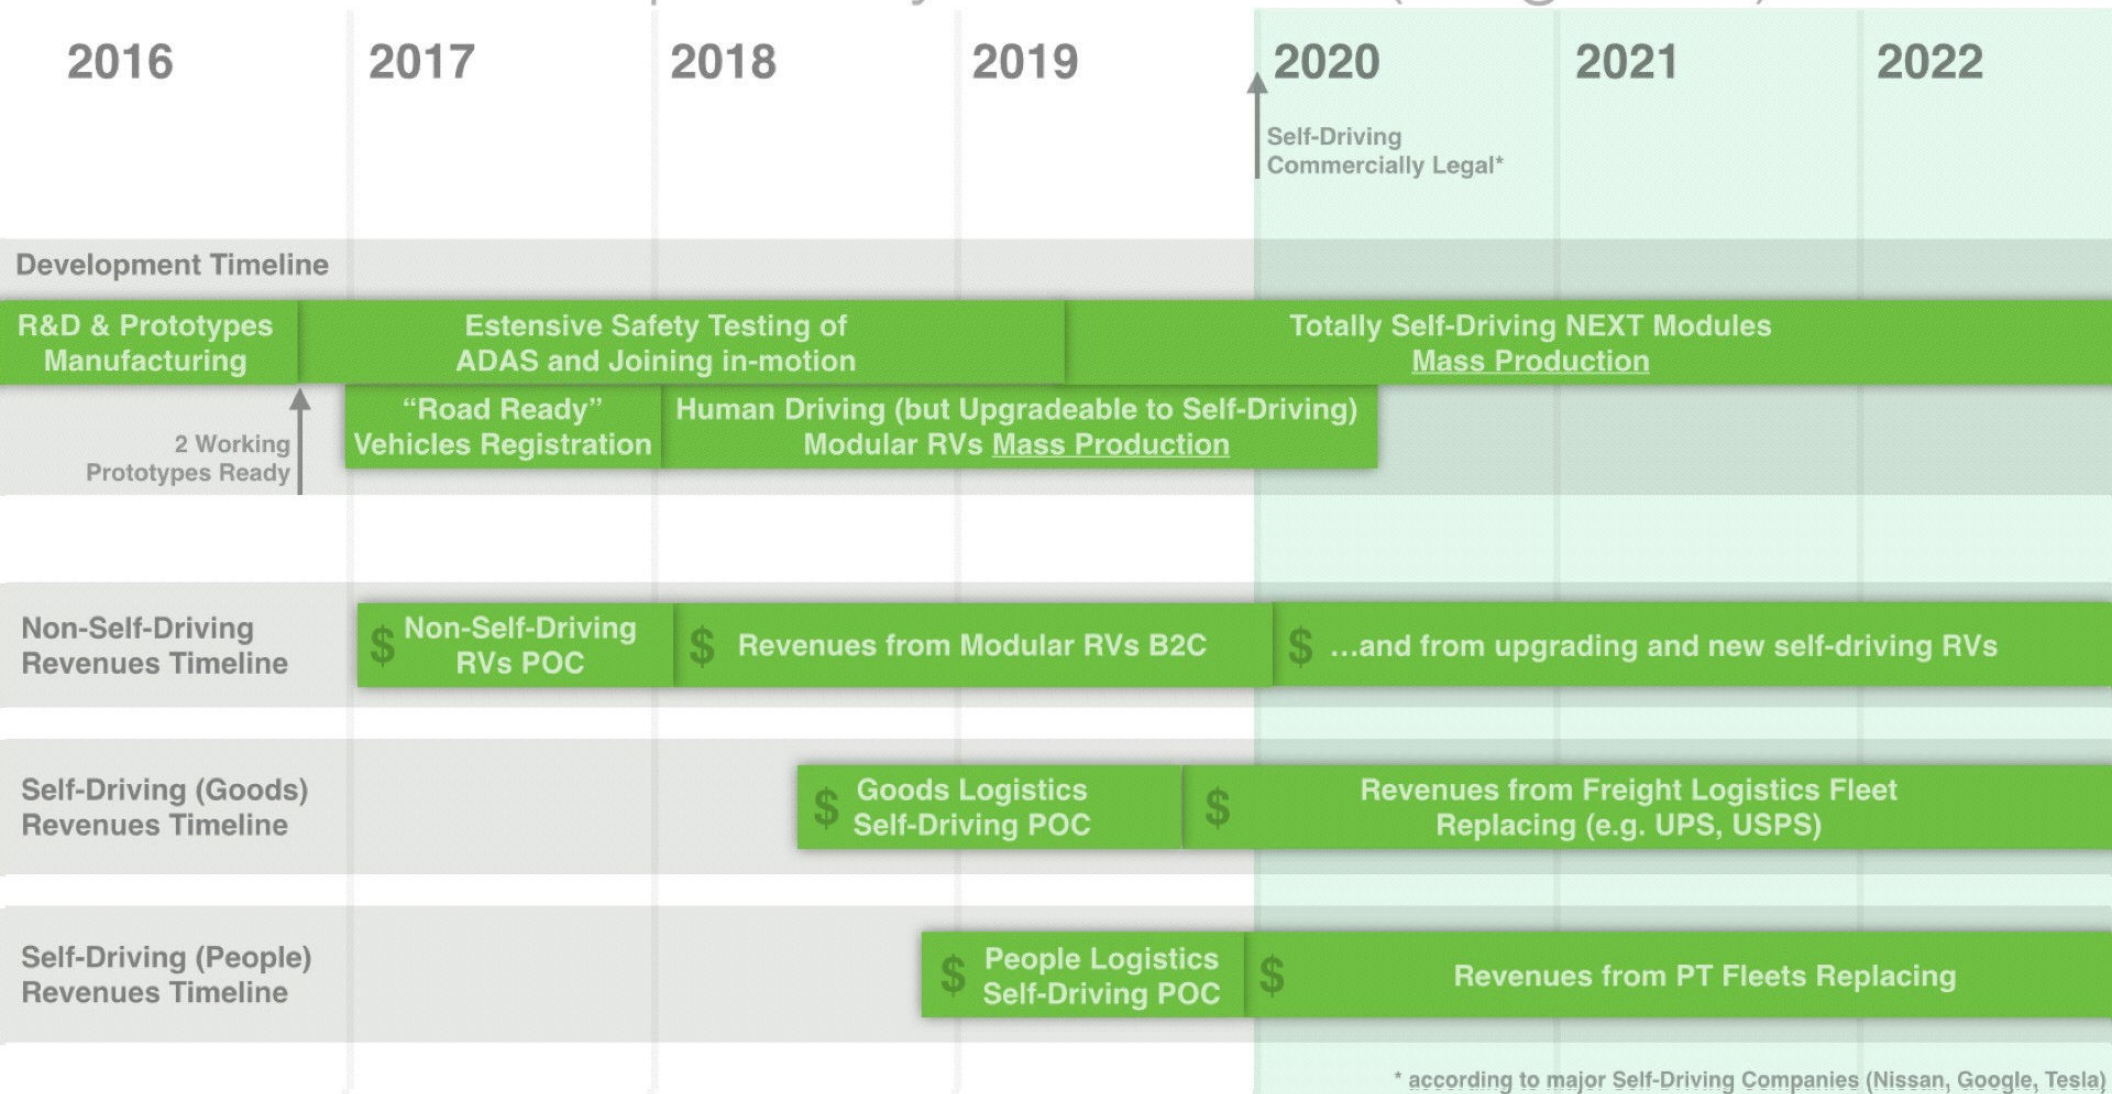 2016 2017 2018 2019 2020 2021 2022
Self-Driving
Commercially Legal*
Development Timeline
R&D & Prototypes
Manufacturing
Estensive Safety Testing of
ADAS and Joining in-motion
Totally Self-Driving NEXT Modules
Mass Production
2 Working
Prototypes Ready
“Road Ready”
Vehicles Registration
Human Driving (but Upgradeable to Self-Driving)
Modular RVs Mass Production
Non-Self-Driving
Revenues Timeline
$ Non-Self-Driving
RVs POC
$ Revenues from Modular RVs B2C
$ ...and from upgrading and new self-driving RVs
Self-Driving (Goods)
Revenues Timeline
$ Goods Logistics
Self-Driving POC
$ Revenues from Freight Logistics Fleet
Replacing (e.g. UPS, USPS)
Self-Driving (People)
Revenues Timeline
$ People Logistics
Self-Driving POC
$ Revenues from PT Fleets Replacing
* according to major Self-Driving Companies (Nissan, Google, Tesla)